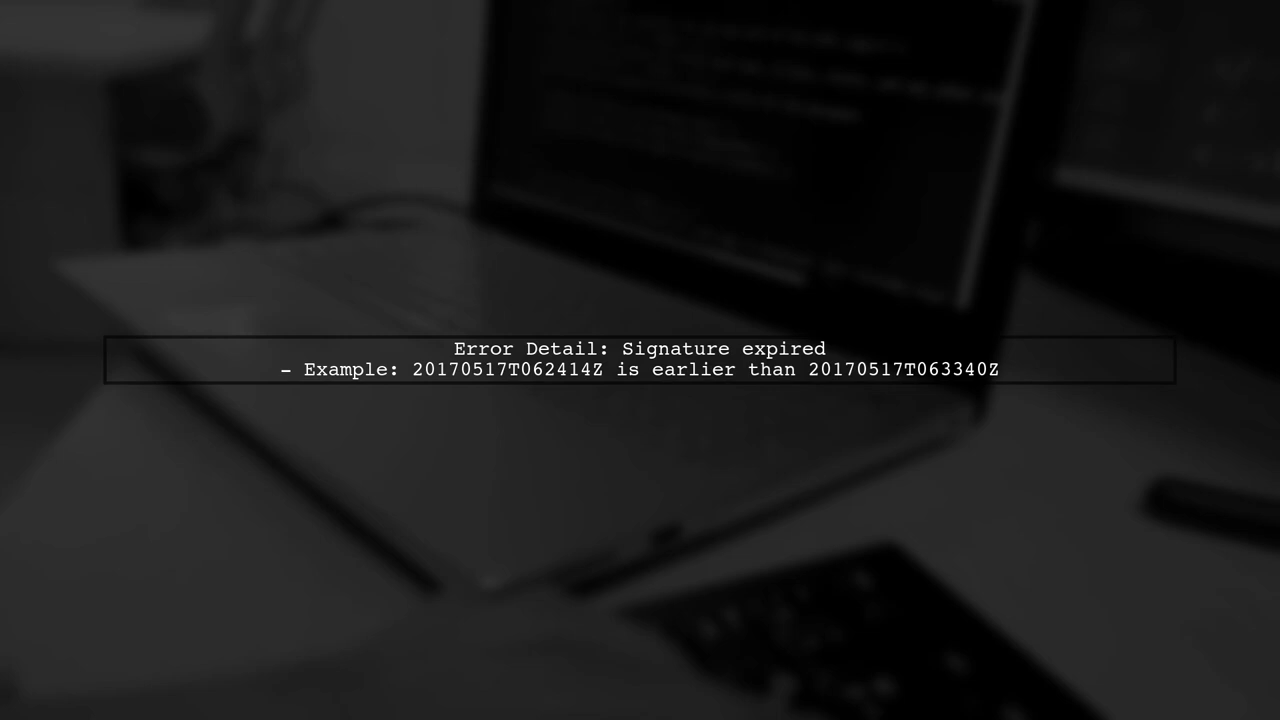 Error Detail: Signature expired
- Example: 20170517T062414Z is earlier than 20170517T063340Z